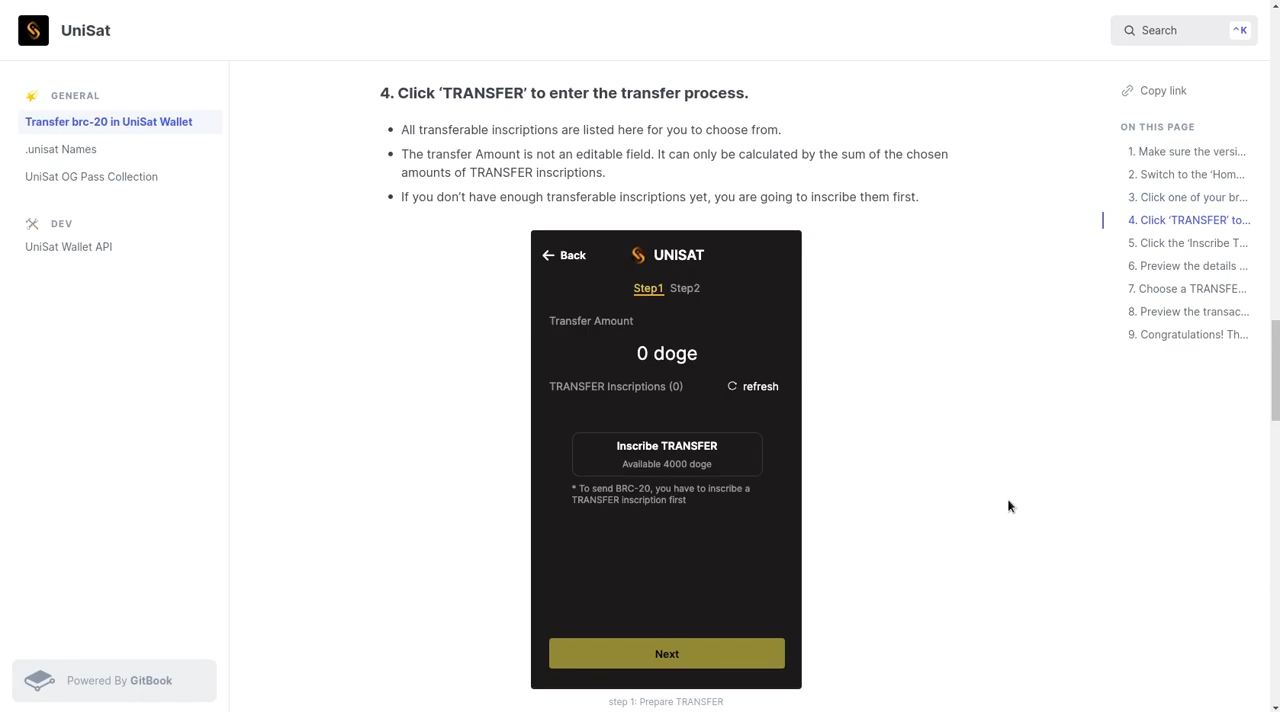 UniSat
Search
^K
GENERAL
Transfer brc-20 in UniSat Wallet
.unisat Names
UniSat OG Pass Collection
DEV
UniSat Wallet API
Powered By GitBook
4. Click ‘TRANSFER’ to enter the transfer process.
All transferable inscriptions are listed here for you to choose from.
The transfer Amount is not an editable field. It can only be calculated by the sum of the chosen
amounts of TRANSFER inscriptions.
If you don’t have enough transferable inscriptions yet, you are going to inscribe them first.
Back
UNISAT
Step1 Step2
Transfer Amount
0 doge
TRANSFER Inscriptions (0)
refresh
Inscribe TRANSFER
Available 4000 doge
* To send BRC-20, you have to inscribe a
TRANSFER inscription first
Next
step 1: Prepare TRANSFER
Copy link
ON THIS PAGE
1. Make sure the versi...
2. Switch to the ‘Hom...
3. Click one of your br...
4. Click ‘TRANSFER’ to...
5. Click the ‘Inscribe T...
6. Preview the details ...
7. Choose a TRANSFE...
8. Preview the transac...
9. Congratulations! Th...